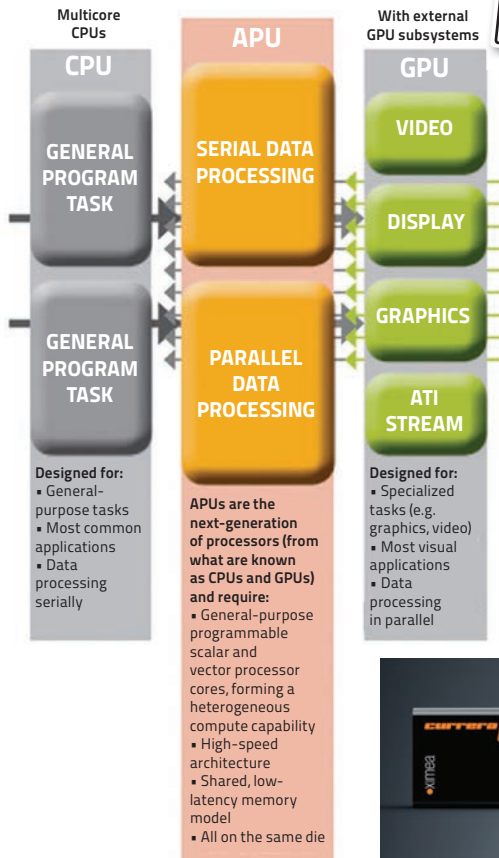 Multicore
CPUs
CPU
GENERAL
PROGRAM
TASK
GENERAL
PROGRAM
TASK
Designed for:
▪ General-
purpose tasks
▪ Most common
applications
▪ Data
processing
serially
APU
SERIAL DATA
PROCESSING
PARALLEL
DATA
PROCESSING
APUs are the
next-generation
of processors (from
what are known
as CPUs and GPUs)
and require:
▪ General-purpose
programmable
scalar and
vector processor
cores, forming a
heterogeneous
compute capability
▪ High-speed
architecture
▪ Shared, low-
latency memory
model
▪ All on the same die
With external
GPU subsystems
GPU
VIDEO
DISPLAY
GRAPHICS
ATI
STREAM
Designed for:
▪ Specialized
tasks (e.g.
graphics, video)
▪ Most visual
applications
▪ Data
processing
in parallel
currera
ximea